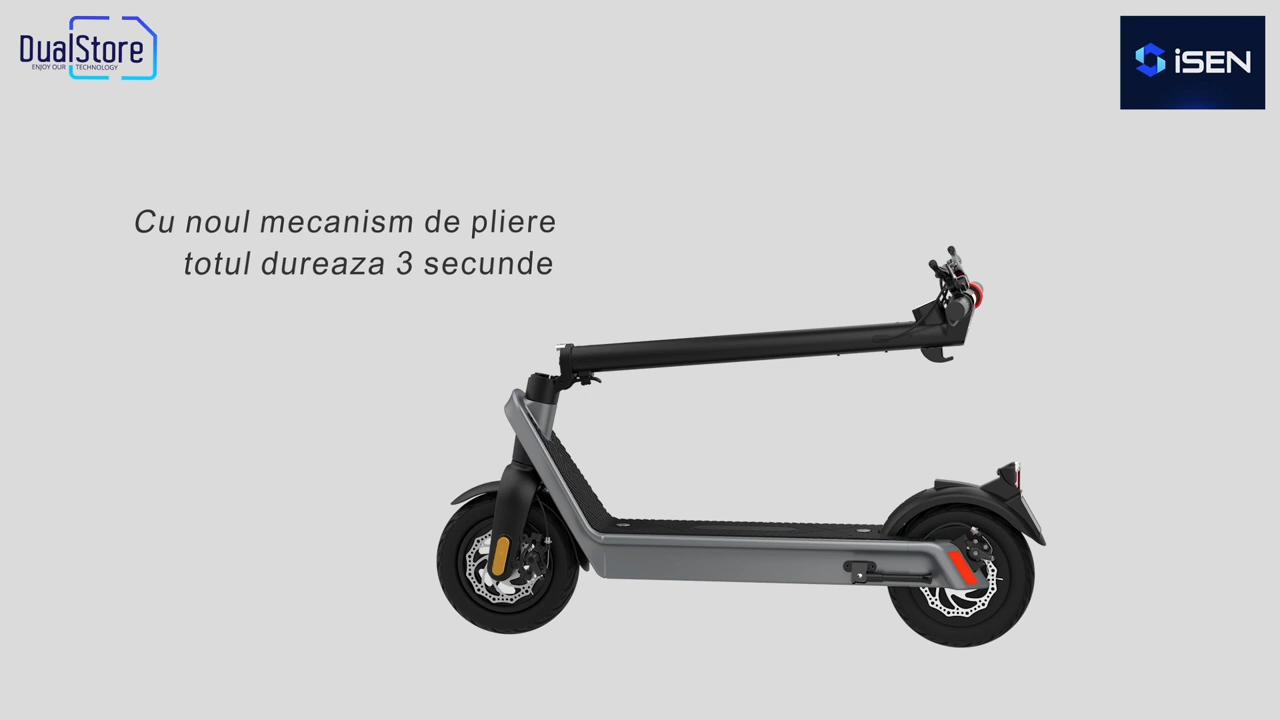 DualStore
ENJOY OUR TECHNOLOGY
iSEN
Cu noul mecanism de pliere
totul dureaza 3 secunde